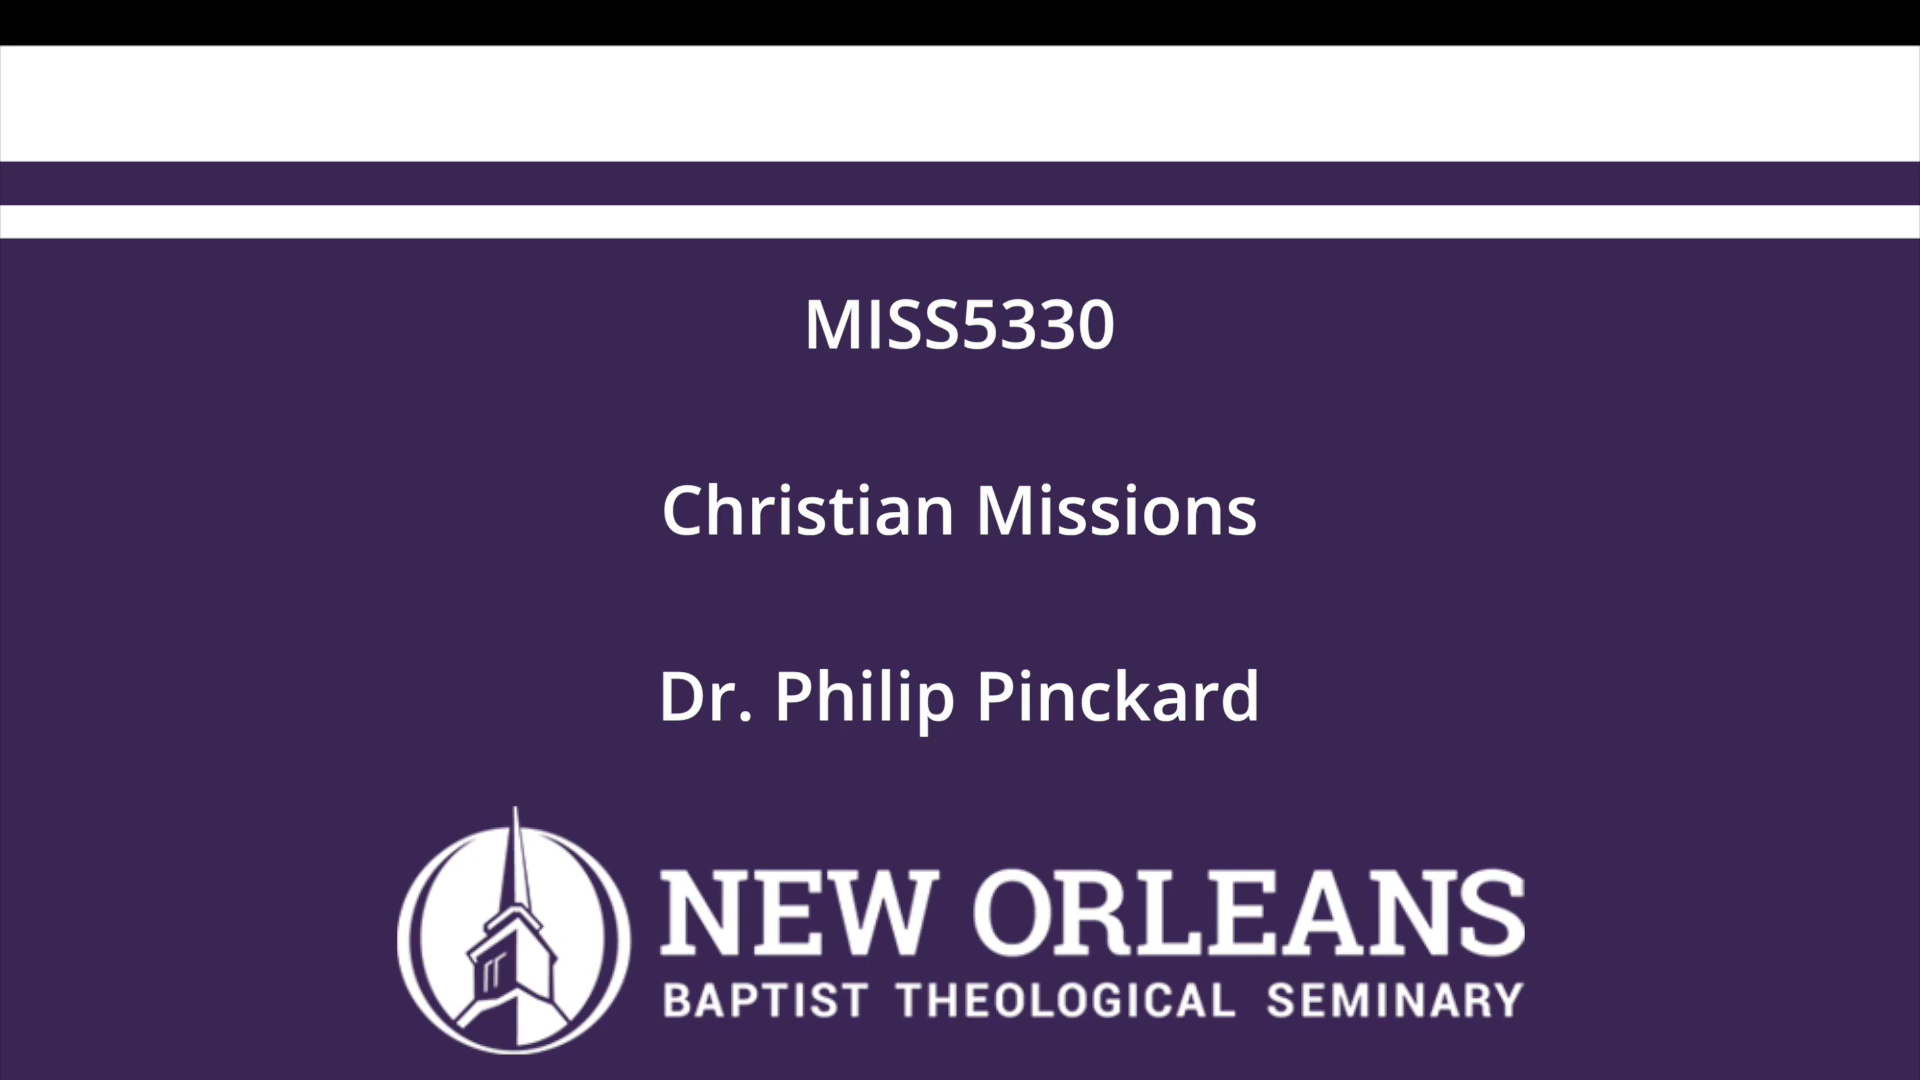 MISS5330
Christian Missions
Dr. Philip Pinckard
NEW ORLEANS
BAPTIST THEOLOGICAL SEMINARY